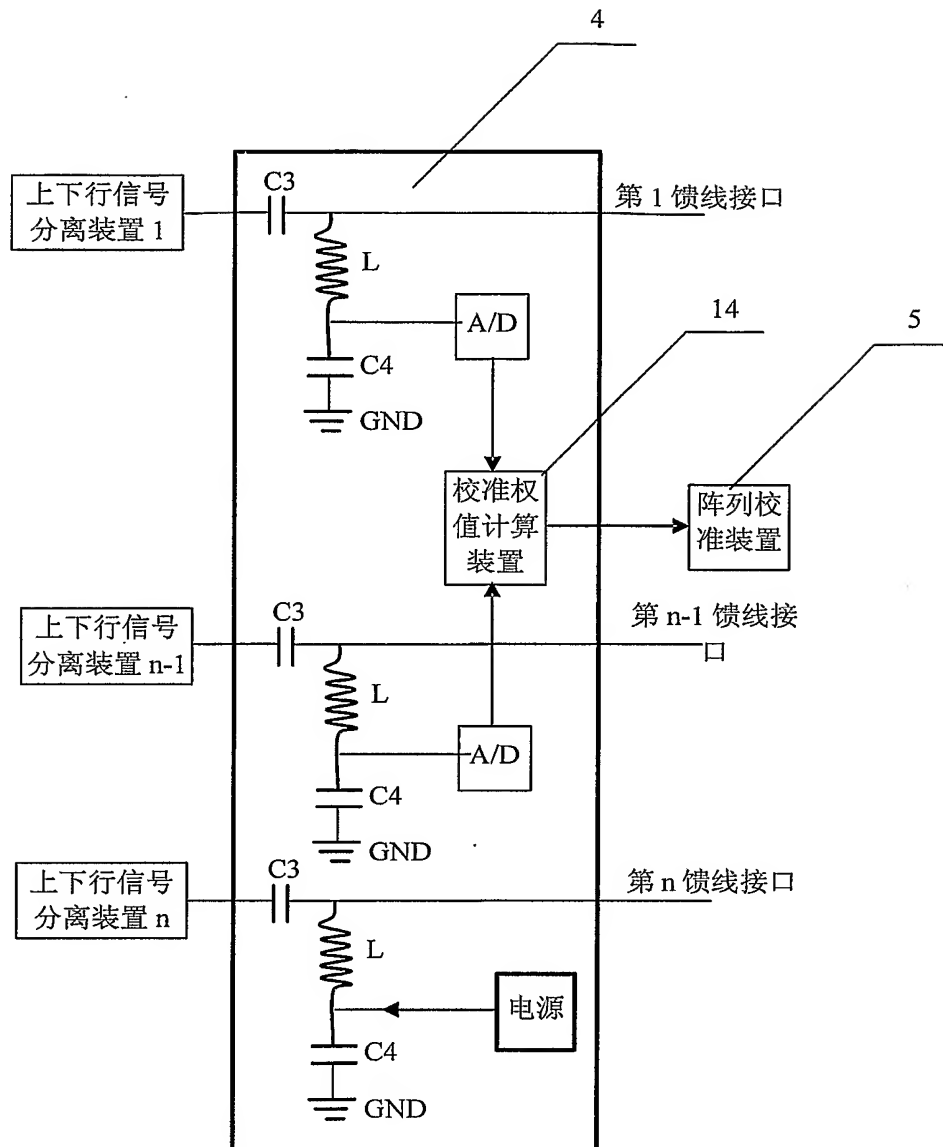 4
C3
上下行信号
分离装置 1
第 1 馈线接口
L
A/D
14
5
C4
GND
校准权
值计算
装置
阵列校
准装置
C3
上下行信号
分离装置 n-1
第 n-1 馈线接
口
L
A/D
C4
GND
C3
上下行信号
分离装置 n
第 n 馈线接口
L
电源
C4
GND